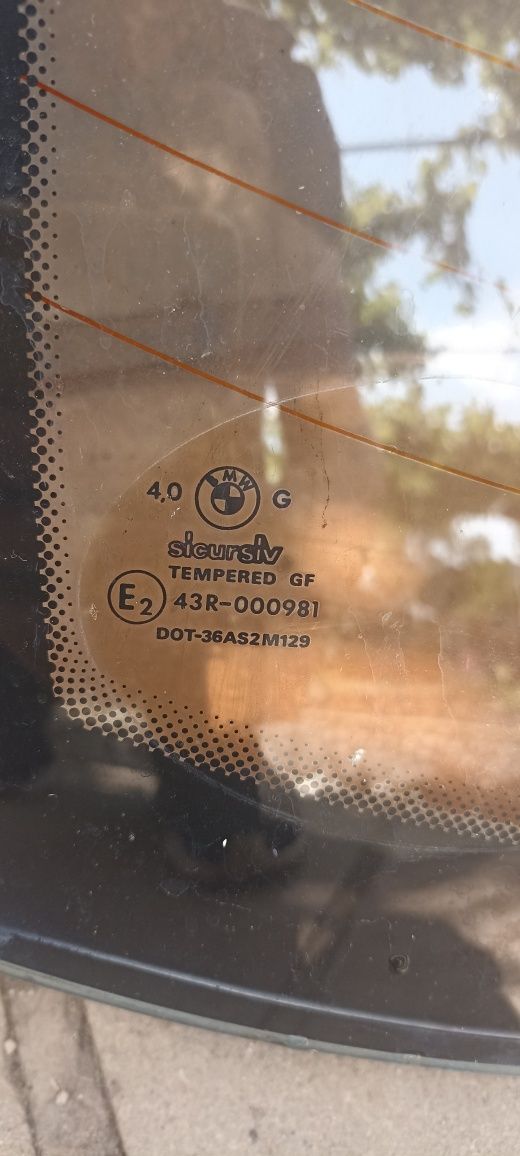 4,0 BMW G
sicursiv
TEMPERED GF
E2 43R-000981
DOT-36AS2M129